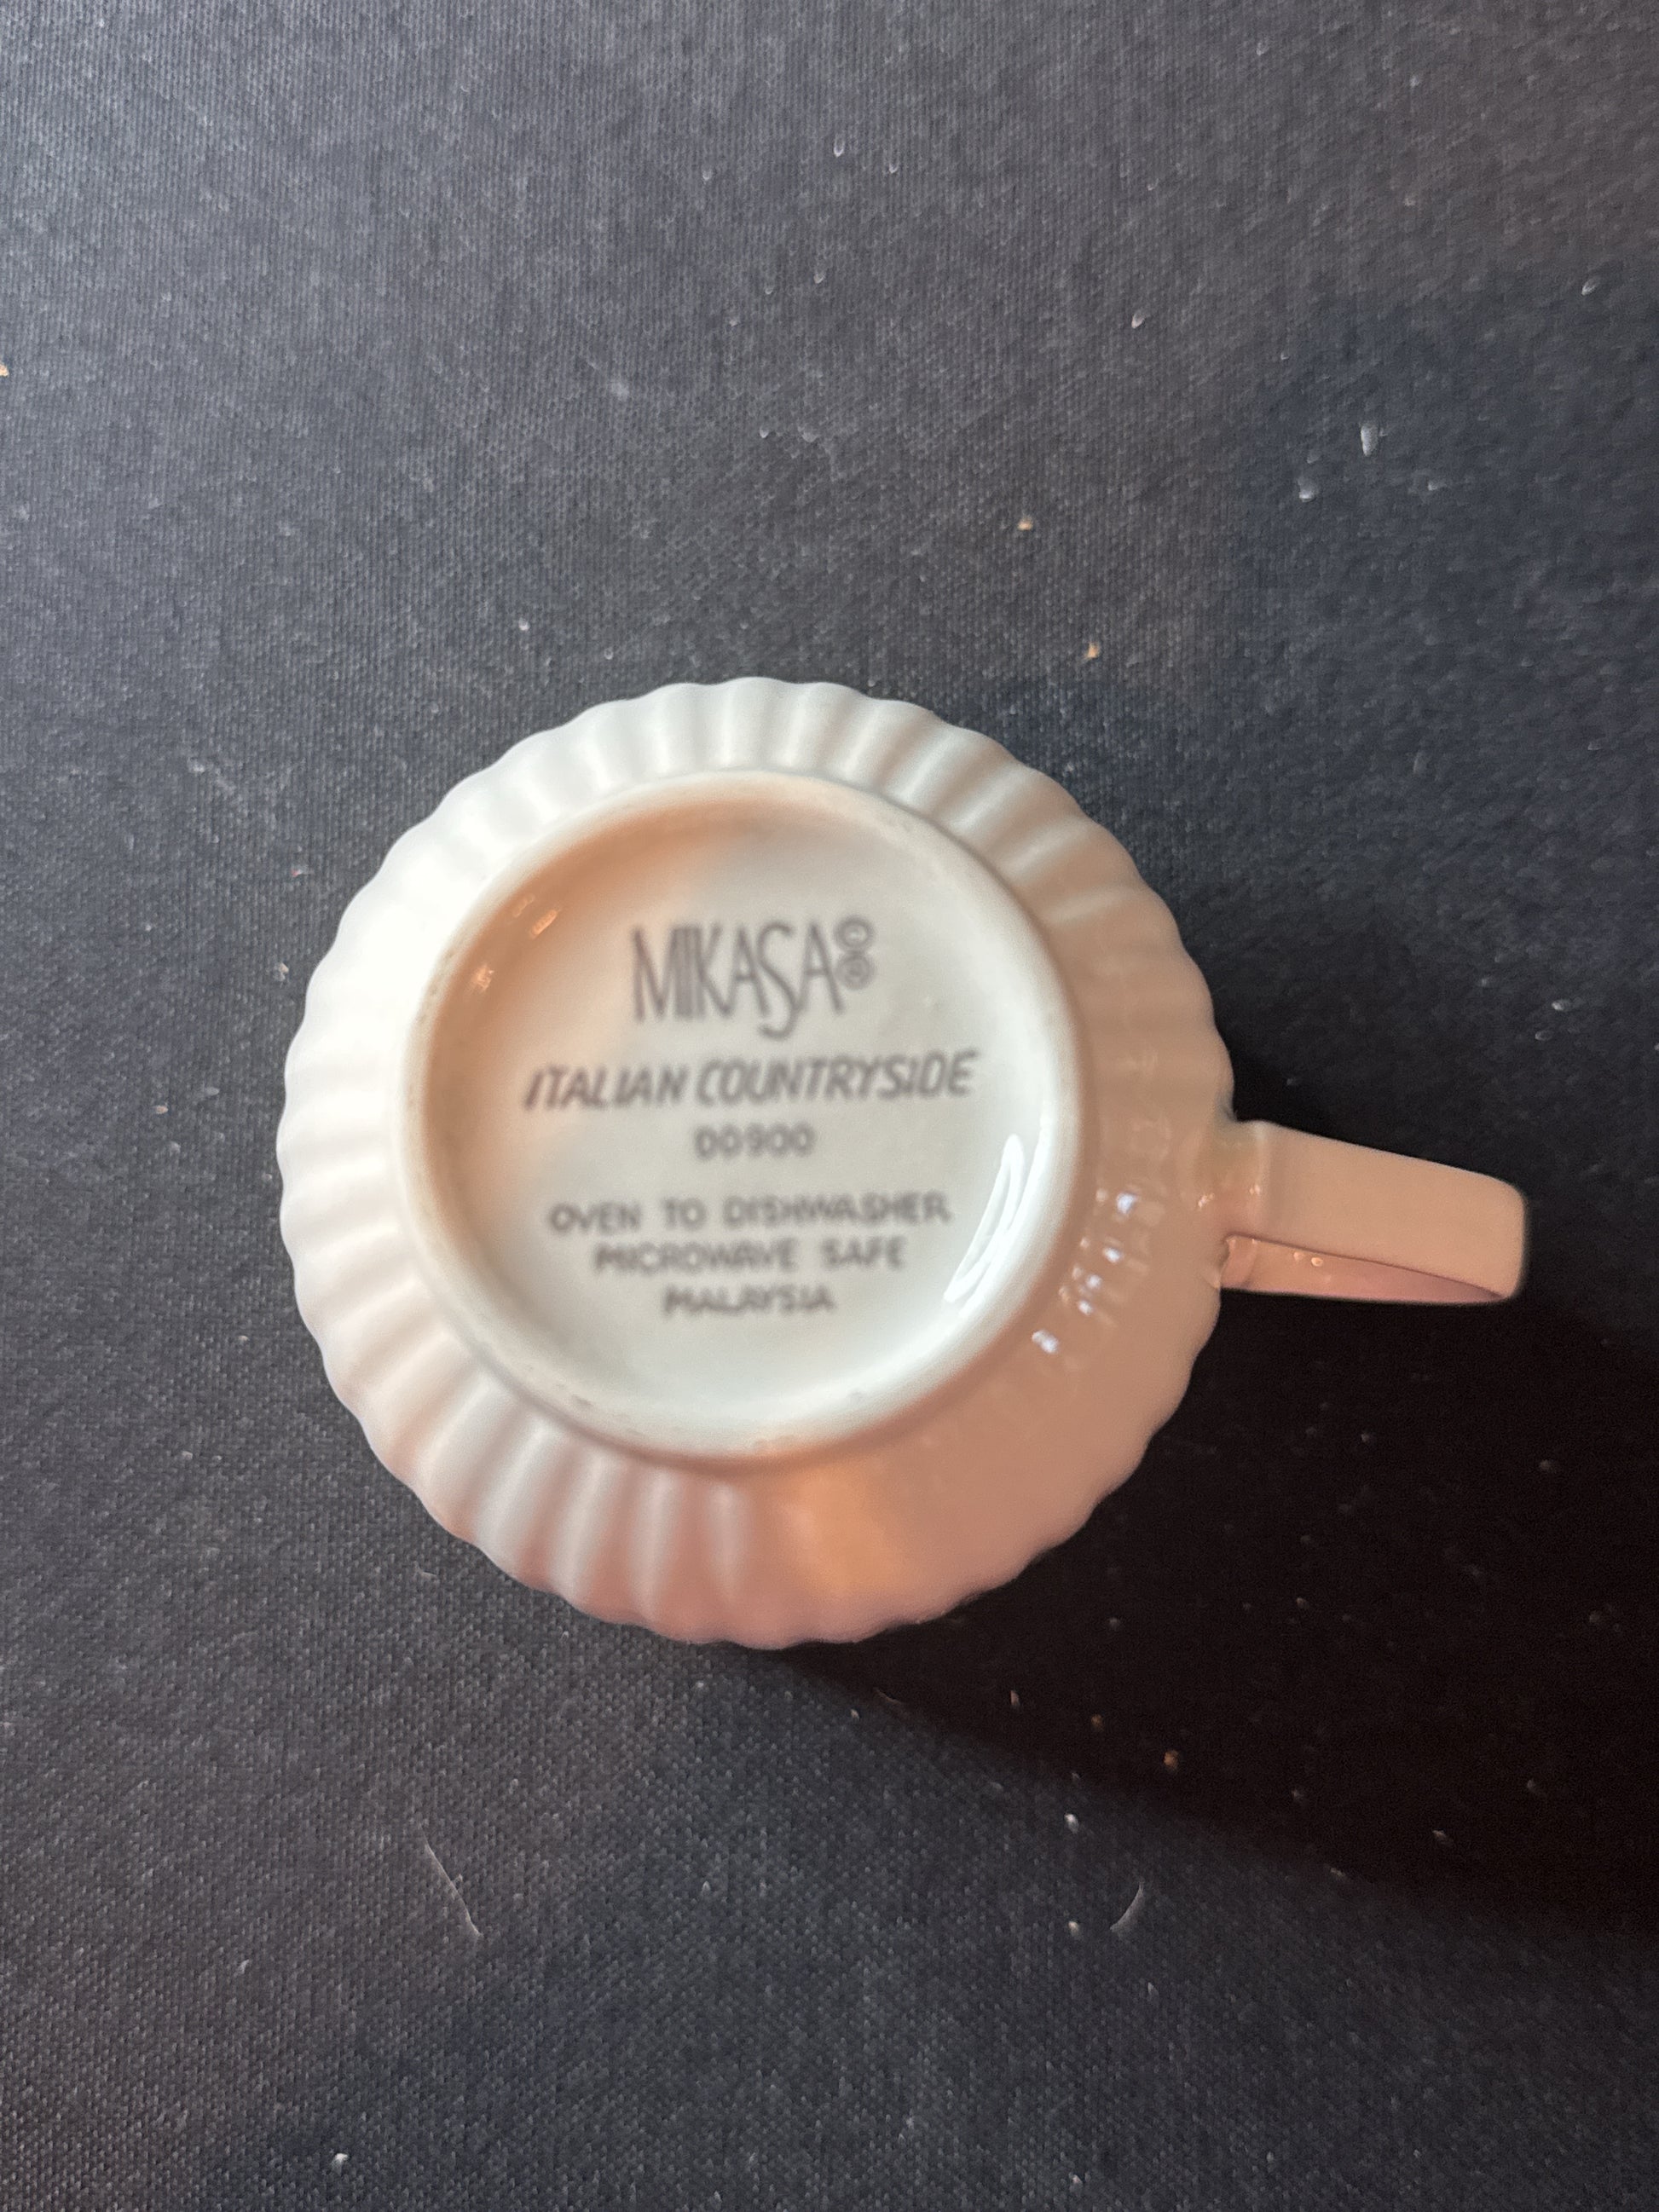 MIKASA © ®
ITALIAN COUNTRYSIDE
DD900
OVEN TO DISHWASHER
MICROWAVE SAFE
MALAYSIA